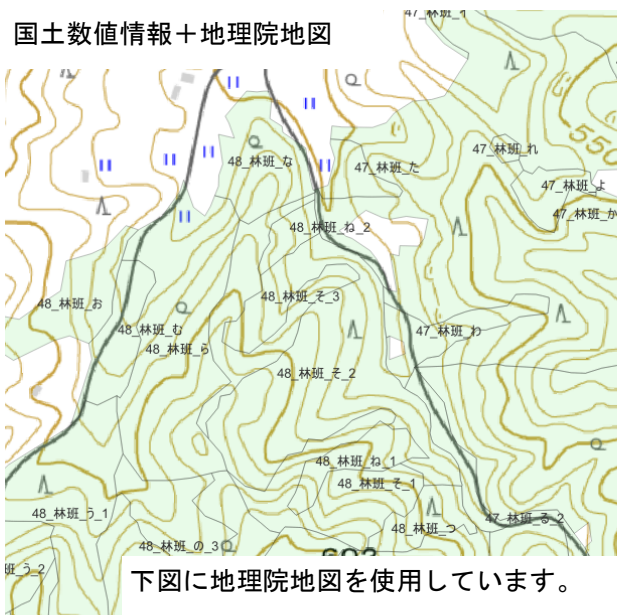 国土数値情報＋地理院地図
47_林班_イ
48_林班_な
47_林班_れ
47_林班_た
47_林班_よ
550
47_林班_か
48_林班_ね_2
48_林班_そ_3
48_林班_お
48_林班_む
47_林班_わ
48_林班_ら
48_林班_そ_2
48_林班_ね_1
48_林班_そ_1
48_林班_う_1
47_林班_る_2
48_林班_つ
48_林班_の_3
班_う_2
下図に地理院地図を使用しています。